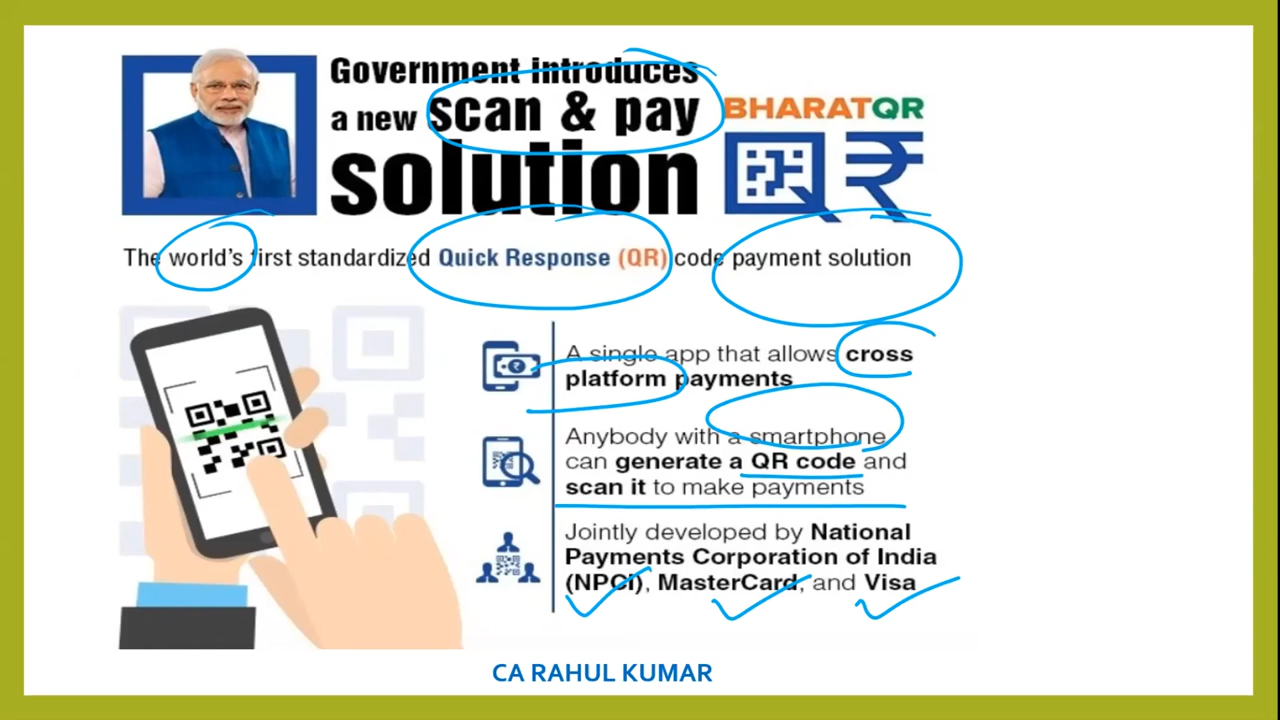 Government introduces
a new scan & pay
solution
BHARATQR
The world's first standardized Quick Response (QR) code payment solution
A single app that allows cross
platform payments
Anybody with a smartphone
can generate a QR code and
scan it to make payments
Jointly developed by National
Payments Corporation of India
(NPCI), MasterCard, and Visa
CA RAHUL KUMAR